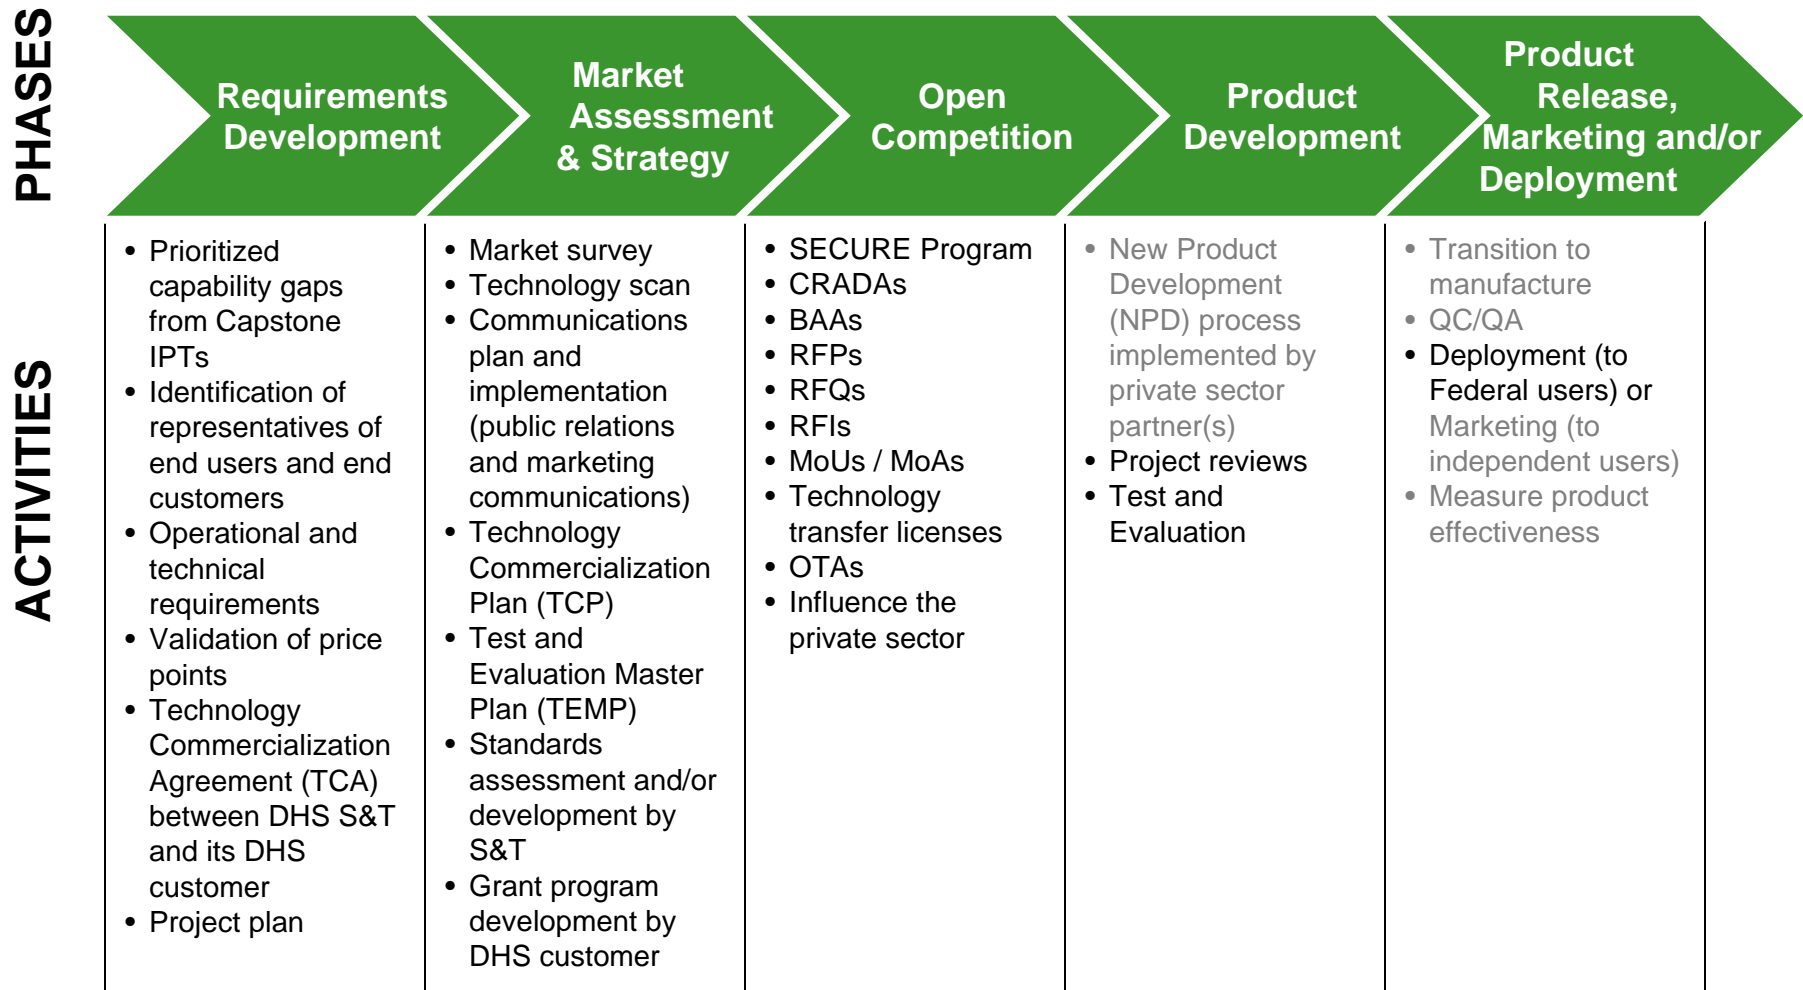 PHASES
Requirements
Development
Market
Assessment
& Strategy
Open
Competition
Product
Development
Product
Release,
Marketing and/or
Deployment
ACTIVITIES
• Prioritized
capability gaps
from Capstone
IPTs
• Identification of
representatives of
end users and end
customers
• Operational and
technical
requirements
• Validation of price
points
• Technology
Commercialization
Agreement (TCA)
between DHS S&T
and its DHS
customer
• Project plan
• Market survey
• Technology scan
• Communications
plan and
implementation
(public relations
and marketing
communications)
• Technology
Commercialization
Plan (TCP)
• Test and
Evaluation Master
Plan (TEMP)
• Standards
assessment and/or
development by
S&T
• Grant program
development by
DHS customer
• SECURE Program
• CRADAs
• BAAs
• RFPs
• RFQs
• RFIs
• MoUs / MoAs
• Technology
transfer licenses
• OTAs
• Influence the
private sector
• New Product
Development
(NPD) process
implemented by
private sector
partner(s)
• Project reviews
• Test and
Evaluation
• Transition to
manufacture
• QC/QA
• Deployment (to
Federal users) or
Marketing (to
independent users)
• Measure product
effectiveness